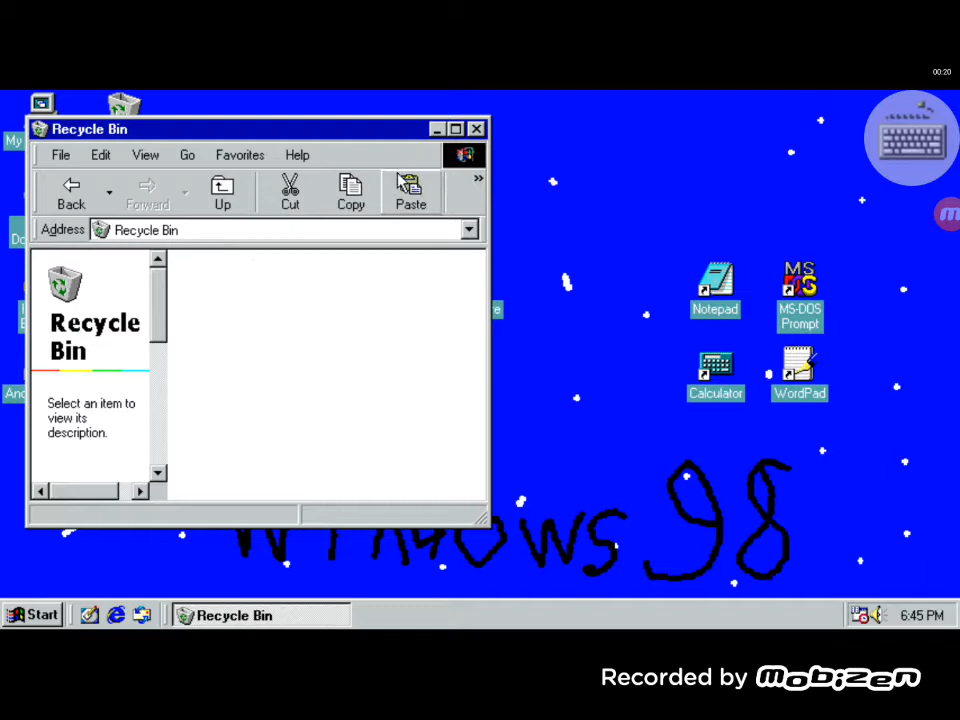 00:20
My
Recycle Bin
File Edit View Go Favorites Help
Back Forward Up Cut Copy Paste »
Address Recycle Bin
Recycle
Bin
Select an item to
view its
description.
Notepad
MS-DOS
Prompt
Calculator
WordPad
Windows 98
Start Recycle Bin 6:45 PM
Recorded by mobizen